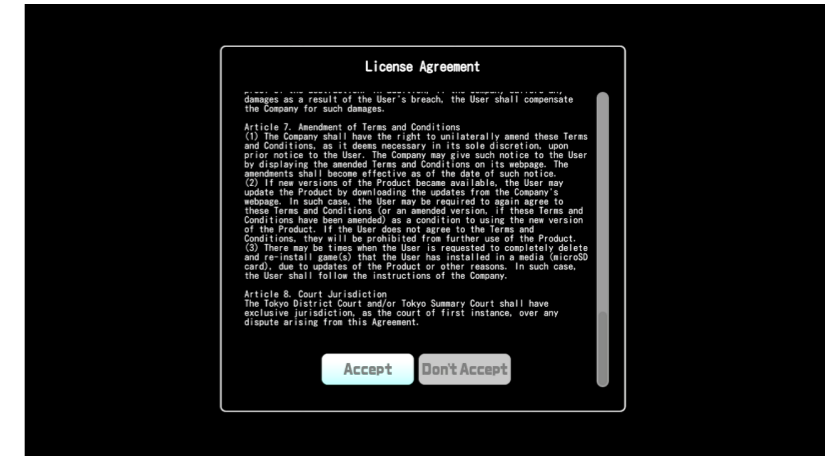 License Agreement
damages as a result of the User's breach, the User shall compensate
the Company for such damages.
Article 7. Amendment of Terms and Conditions
(1) The Company shall have the right to unilaterally amend these Terms
and Conditions, as it deems necessary in its sole discretion, upon
prior notice to the User. The Company may give such notice to the User
by displaying the amended Terms and Conditions on its webpage. The
amendments shall become effective as of the date of such notice.
(2) If new versions of the Product became available, the User may
update the Product by downloading the updates from the Company's
webpage. In such case, the User may be required to again agree to
these Terms and Conditions (or an amended version, if these Terms and
Conditions have been amended) as a condition to using the new version
of the Product. If the User does not agree to the Terms and
Conditions, they will be prohibited from further use of the Product.
(3) There may be times when the User is requested to completely delete
and re-install game(s) that the User has installed in a media (microSD
card), due to updates of the Product or other reasons. In such case,
the User shall follow the instructions of the Company.
Article 8. Court Jurisdiction
The Tokyo District Court and/or Tokyo Summary Court shall have
exclusive jurisdiction, as the court of first instance, over any
dispute arising from this Agreement.
Accept Don't Accept